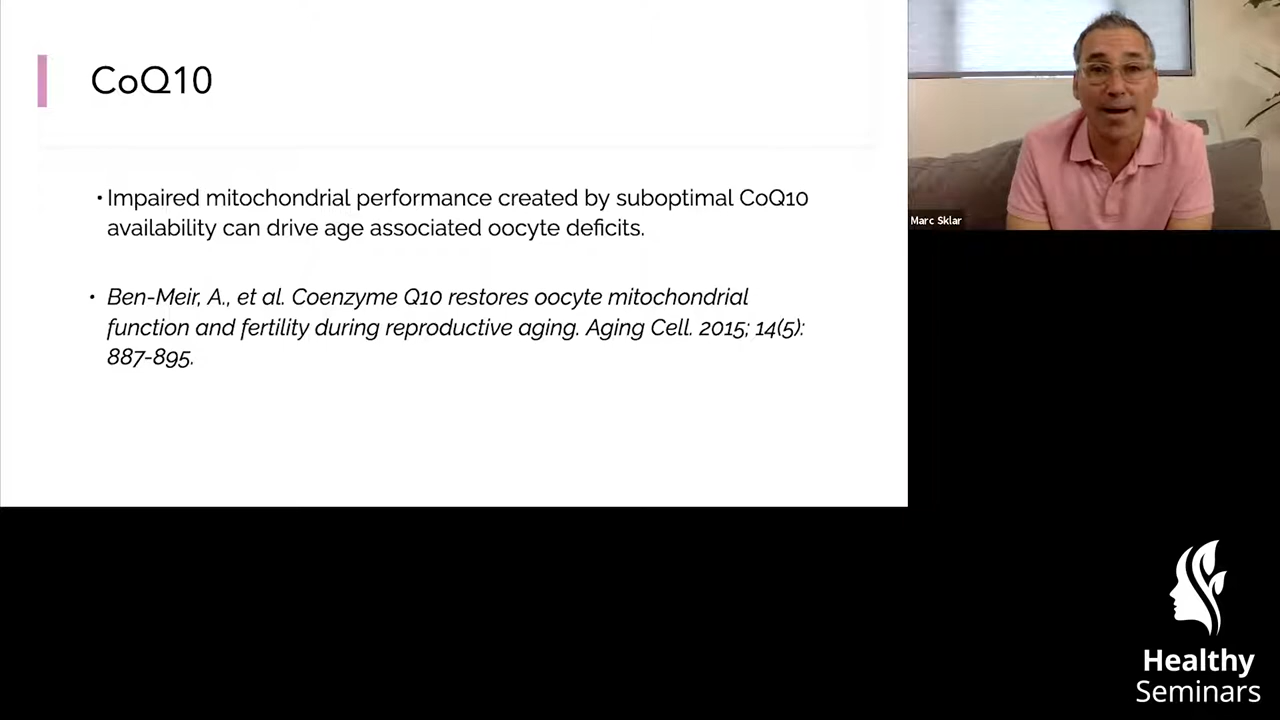 CoQ10
• Impaired mitochondrial performance created by suboptimal CoQ10
availability can drive age associated oocyte deficits.
• Ben-Meir, A., et al. Coenzyme Q10 restores oocyte mitochondrial
function and fertility during reproductive aging. Aging Cell. 2015; 14(5):
887-895.
Marc Sklar
Healthy
Seminars